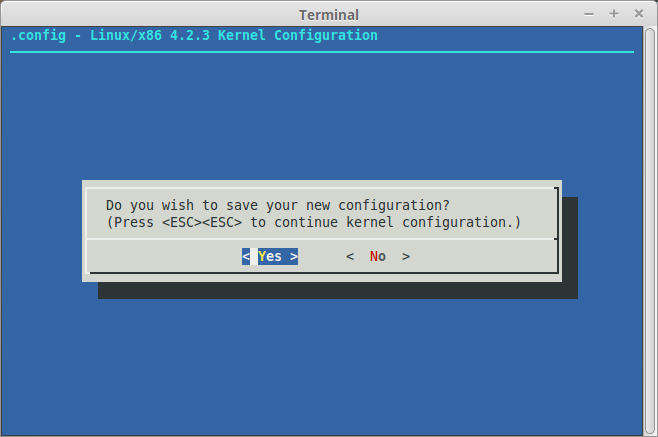 Terminal
.config - Linux/x86 4.2.3 Kernel Configuration
Do you wish to save your new configuration?
(Press <ESC><ESC> to continue kernel configuration.)
< Yes > < No >